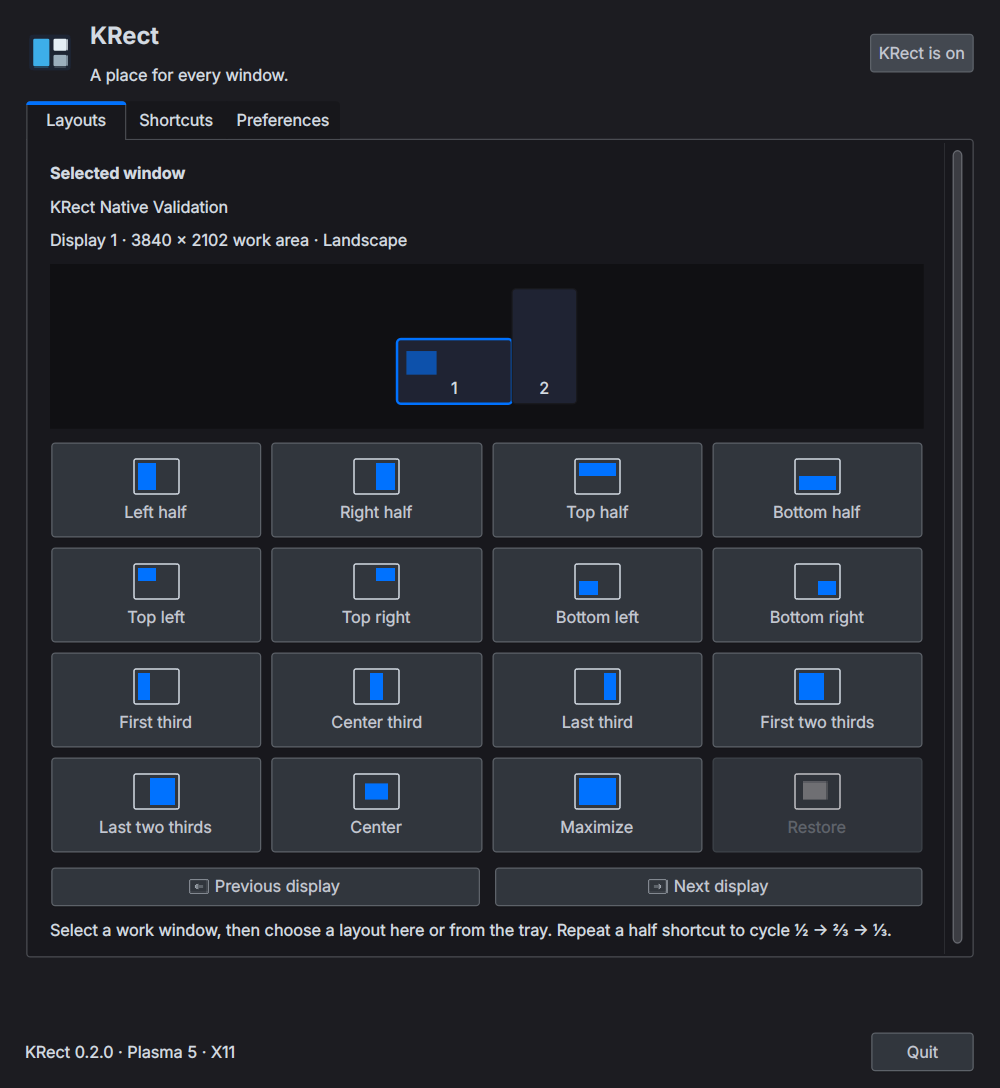 KRect
A place for every window.
KRect is on
Layouts Shortcuts Preferences
Selected window
KRect Native Validation
Display 1 · 3840 × 2102 work area · Landscape
1 2
Left half Right half Top half Bottom half
Top left Top right Bottom left Bottom right
First third Center third Last third First two thirds
Last two thirds Center Maximize Restore
Previous display Next display
Select a work window, then choose a layout here or from the tray. Repeat a half shortcut to cycle ½ → ⅔ → ⅓.
KRect 0.2.0 · Plasma 5 · X11
Quit